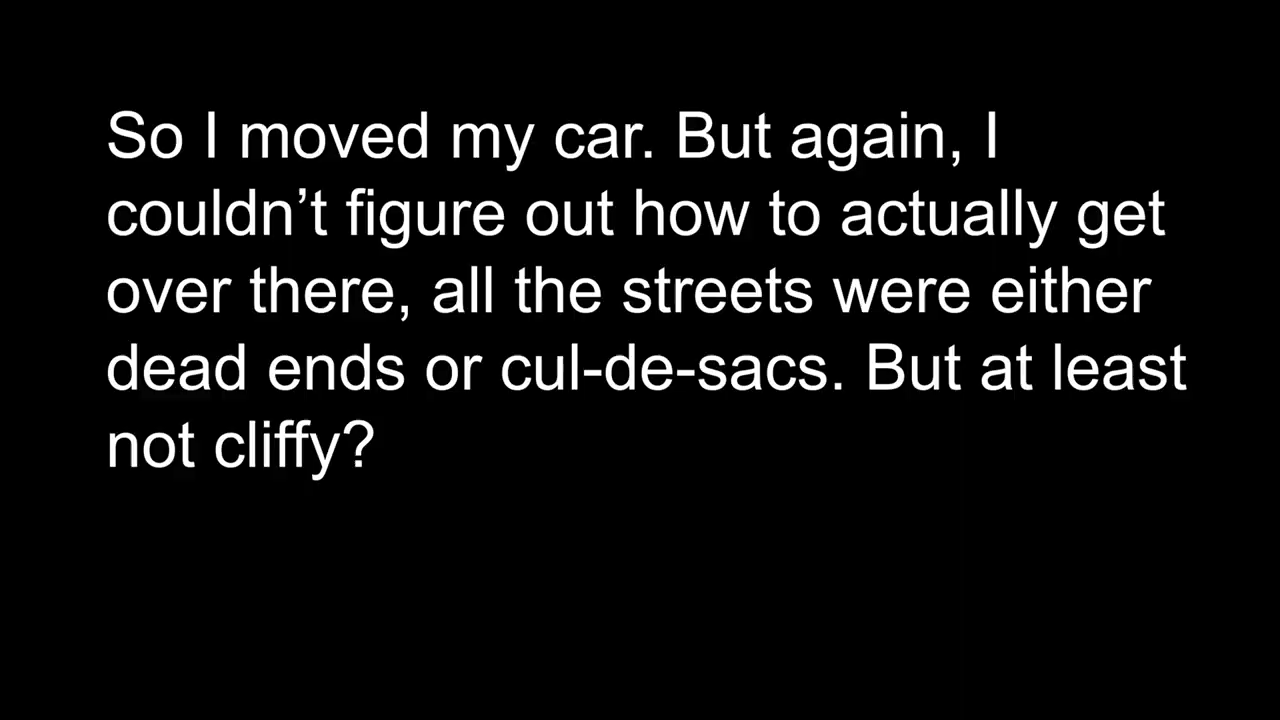 So I moved my car. But again, I
couldn’t figure out how to actually get
over there, all the streets were either
dead ends or cul-de-sacs. But at least
not cliffy?